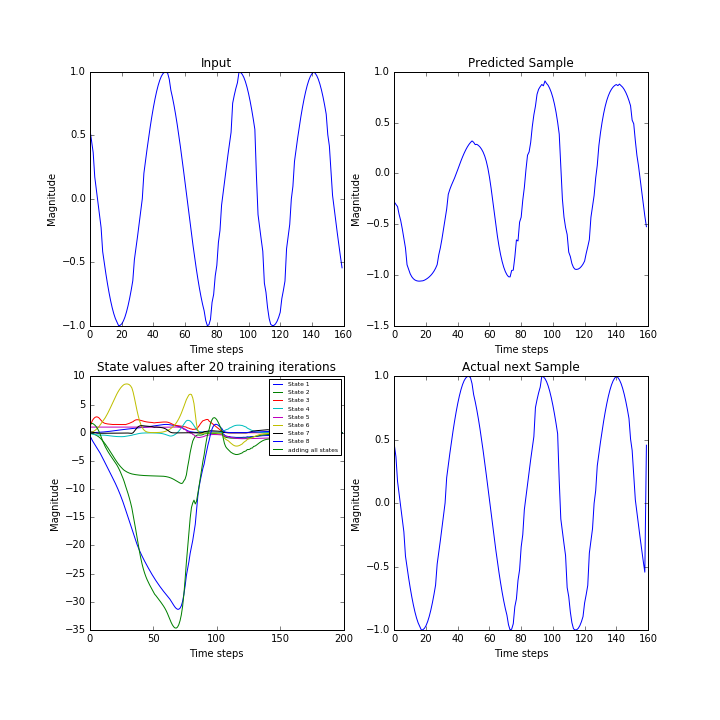 Input
Magnitude
1.0
0.5
0.0
−0.5
−1.0
0 20 40 60 80 100 120 140 160
Time steps
Predicted Sample
Magnitude
1.0
0.5
0.0
−0.5
−1.0
−1.5
0 20 40 60 80 100 120 140 160
Time steps
State values after 20 training iterations
Magnitude
10
5
0
−5
−10
−15
−20
−25
−30
−35
0 50 100 150 200
Time steps
State 1
State 2
State 3
State 4
State 5
State 6
State 7
State 8
adding all states
Actual next Sample
Magnitude
1.0
0.5
0.0
−0.5
−1.0
0 20 40 60 80 100 120 140 160
Time steps